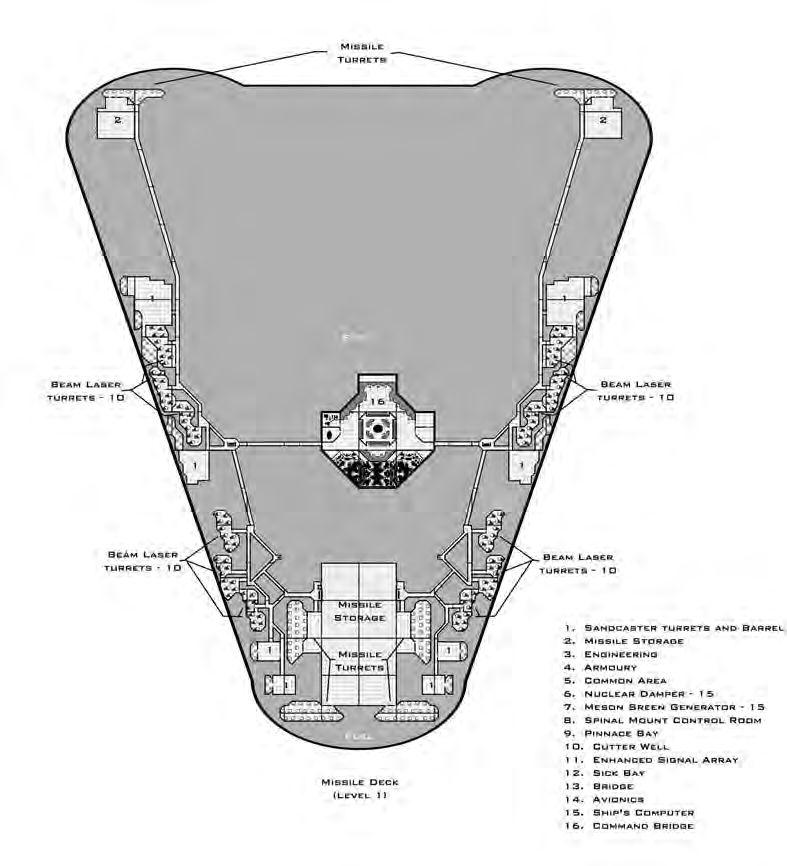 Missile
Turrets
2
2
1
1
Beam Laser
turrets - 10
Beam Laser
turrets - 10
16
1
1
Beam Laser
turrets - 10
Beam Laser
turrets - 10
Missile
Storage
Missile
Turrets
1
1
1
1
Fuel
Missile Deck
(Level 1)
1. Sandcaster turrets and Barrel
2. Missile Storage
3. Engineering
4. Armoury
5. Common Area
6. Nuclear Damper - 15
7. Meson Sreen Generator - 15
8. Spinal Mount Control Room
9. Pinnace Bay
10. Cutter Well
11. Enhanced Signal Array
12. Sick Bay
13. Bridge
14. Avionics
15. Ship's Computer
16. Command Bridge